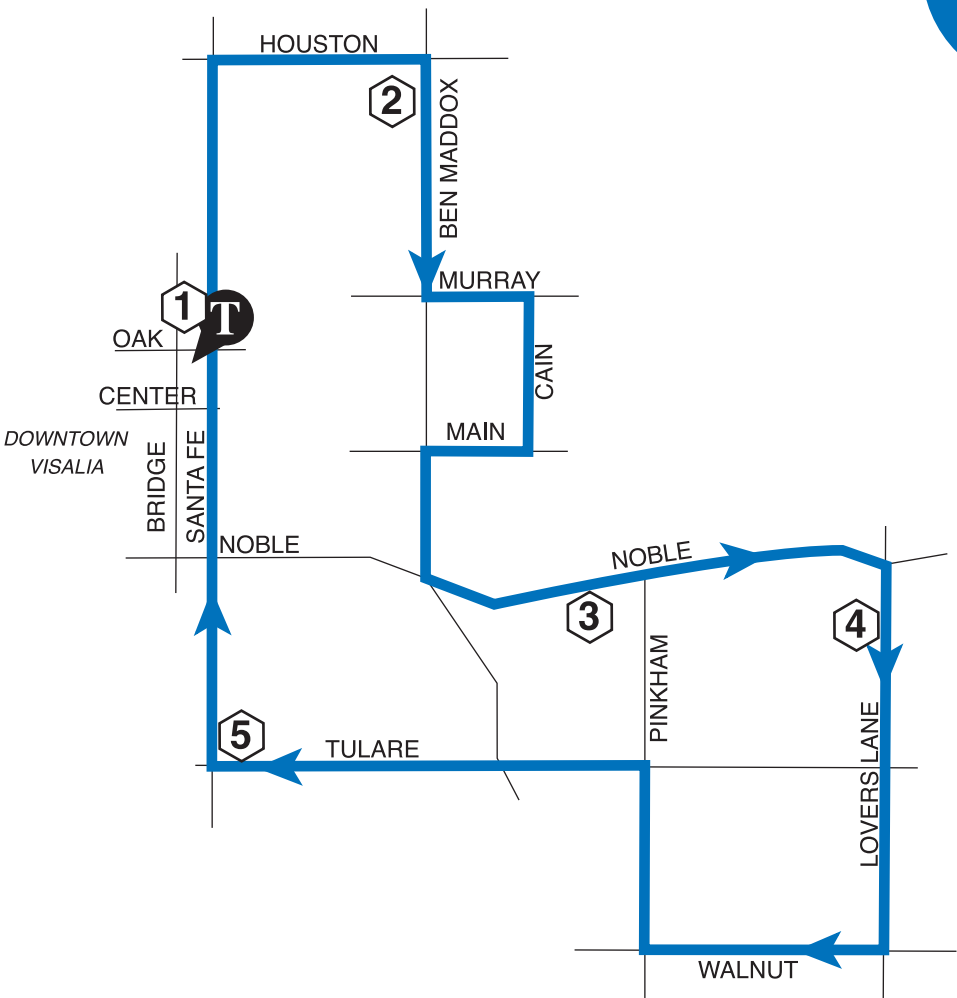 HOUSTON
2
BEN MADDOX
MURRAY
1
T
OAK
CAIN
CENTER
MAIN
DOWNTOWN
VISALIA
BRIDGE
SANTA FE
NOBLE
NOBLE
3
4
PINKHAM
5
TULARE
LOVERS LANE
WALNUT